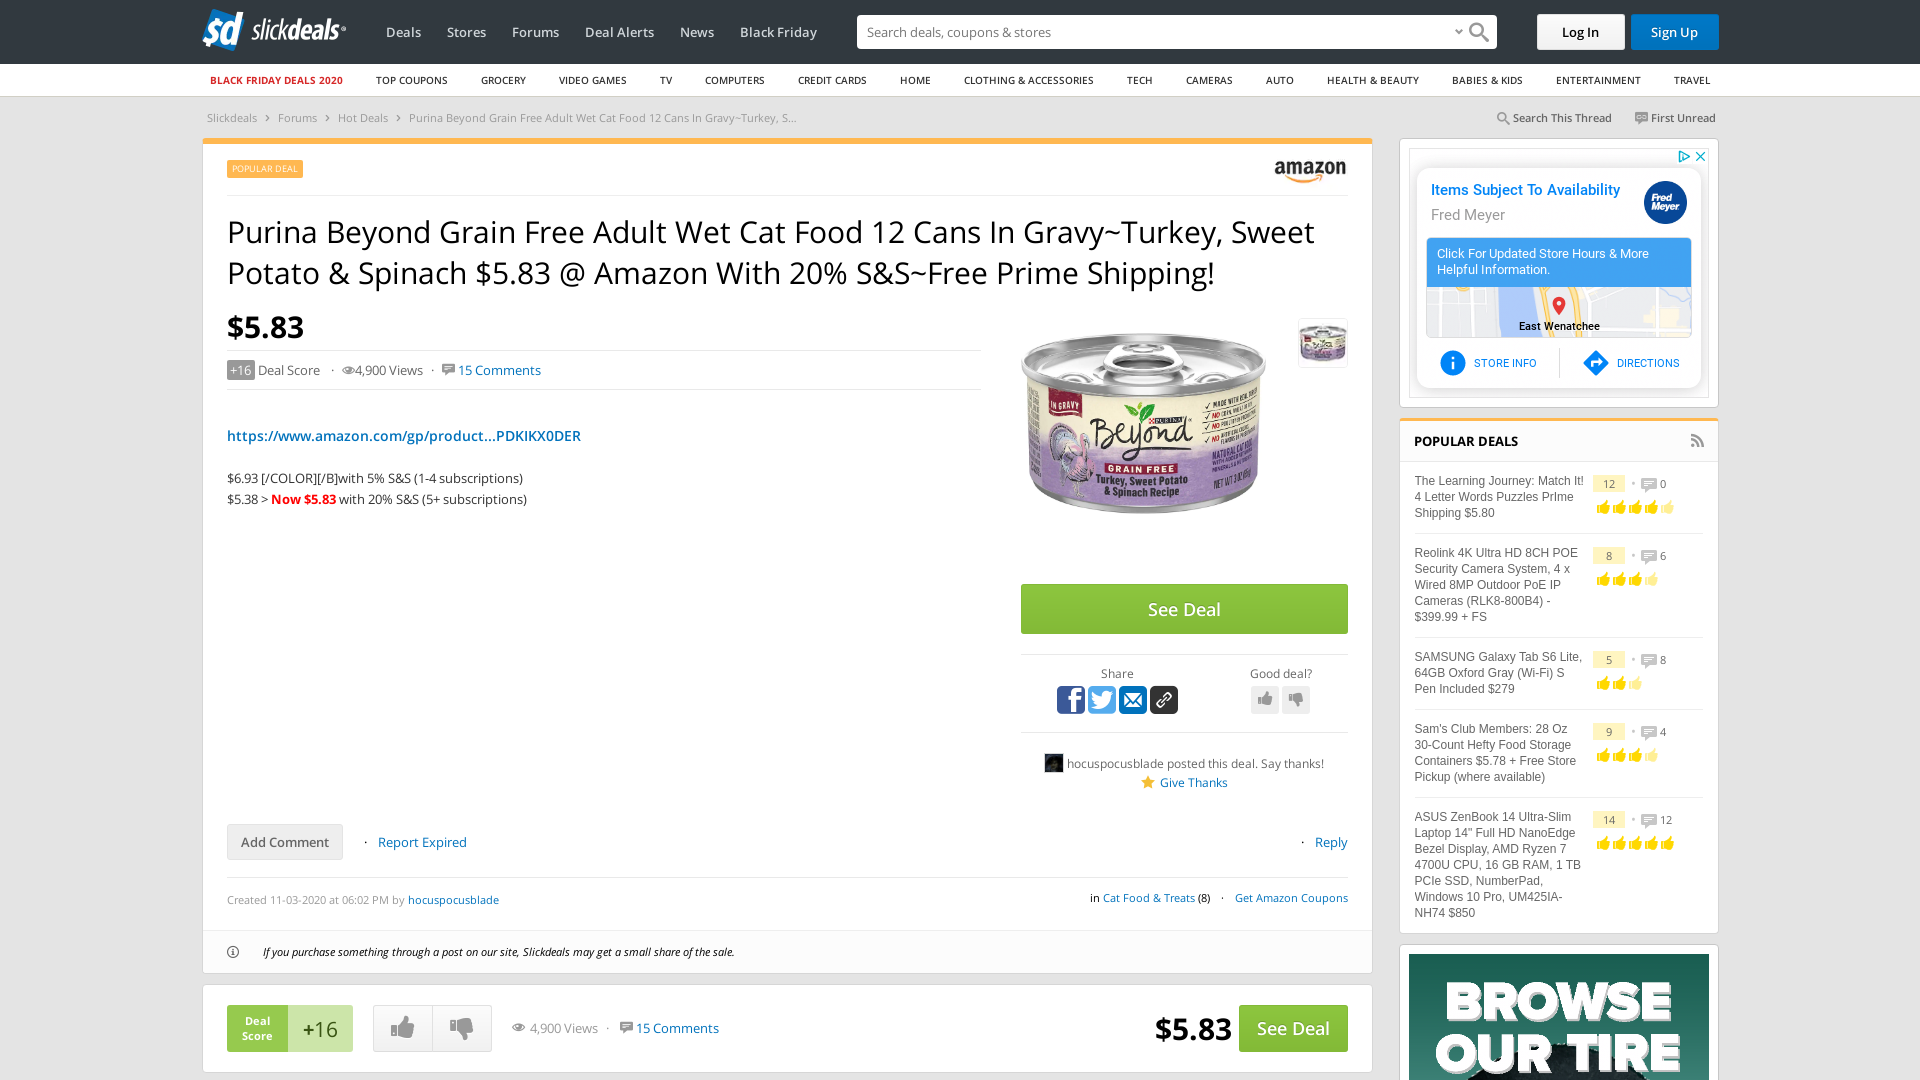 slickdeals
Deals Stores Forums Deal Alerts News Black Friday
Search deals, coupons & stores
Log In
Sign Up
BLACK FRIDAY DEALS 2020 TOP COUPONS GROCERY VIDEO GAMES TV COMPUTERS CREDIT CARDS HOME CLOTHING & ACCESSORIES TECH CAMERAS AUTO HEALTH & BEAUTY BABIES & KIDS ENTERTAINMENT TRAVEL
Slickdeals › Forums › Hot Deals › Purina Beyond Grain Free Adult Wet Cat Food 12 Cans In Gravy~Turkey, S...
Search This Thread
First Unread
POPULAR DEAL
amazon
Purina Beyond Grain Free Adult Wet Cat Food 12 Cans In Gravy~Turkey, Sweet
Potato & Spinach $5.83 @ Amazon With 20% S&S~Free Prime Shipping!
$5.83
+16 Deal Score · 4,900 Views · 15 Comments
https://www.amazon.com/gp/product...PDKIKX0DER
$6.93 [/COLOR][/B]with 5% S&S (1-4 subscriptions)
$5.38 > Now $5.83 with 20% S&S (5+ subscriptions)
IN GRAVY
PURINA
Beyond
GRAIN FREE
Turkey, Sweet Potato
& Spinach Recipe
See Deal
Share
Good deal?
hocuspocusblade posted this deal. Say thanks!
Give Thanks
Add Comment
· Report Expired
· Reply
Created 11-03-2020 at 06:02 PM by hocuspocusblade
in Cat Food & Treats (8) · Get Amazon Coupons
If you purchase something through a post on our site, Slickdeals may get a small share of the sale.
Deal
Score
+16
4,900 Views · 15 Comments
$5.83
See Deal
Items Subject To Availability
Fred Meyer
Fred
Meyer
Click For Updated Store Hours & More
Helpful Information.
East Wenatchee
STORE INFO
DIRECTIONS
POPULAR DEALS
The Learning Journey: Match It!
4 Letter Words Puzzles PrIme
Shipping $5.80
12 • 0
Reolink 4K Ultra HD 8CH POE
Security Camera System, 4 x
Wired 8MP Outdoor PoE IP
Cameras (RLK8-800B4) -
$399.99 + FS
8 • 6
SAMSUNG Galaxy Tab S6 Lite,
64GB Oxford Gray (Wi-Fi) S
Pen Included $279
5 • 8
Sam's Club Members: 28 Oz
30-Count Hefty Food Storage
Containers $5.78 + Free Store
Pickup (where available)
9 • 4
ASUS ZenBook 14 Ultra-Slim
Laptop 14" Full HD NanoEdge
Bezel Display, AMD Ryzen 7
4700U CPU, 16 GB RAM, 1 TB
PCIe SSD, NumberPad,
Windows 10 Pro, UM425IA-
NH74 $850
14 • 12
BROWSE
OUR TIRE